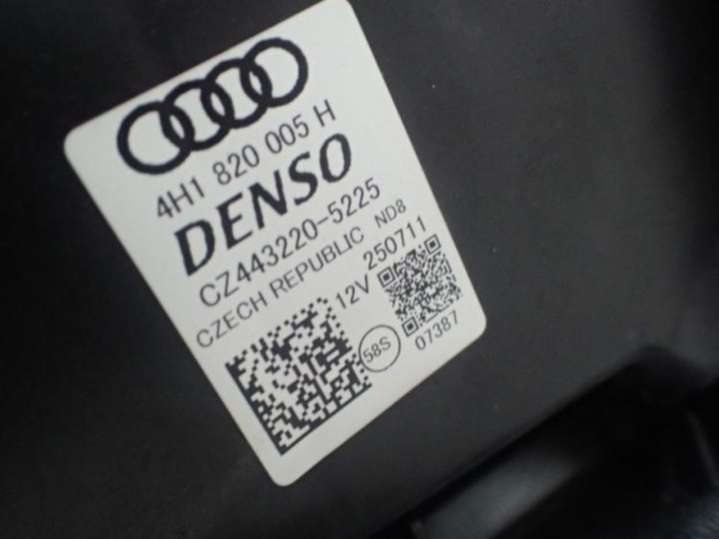 4H1 820 005 H
DENSO
CZ443220-5225
CZECH REPUBLIC ND8
12V 250711
58S
07387